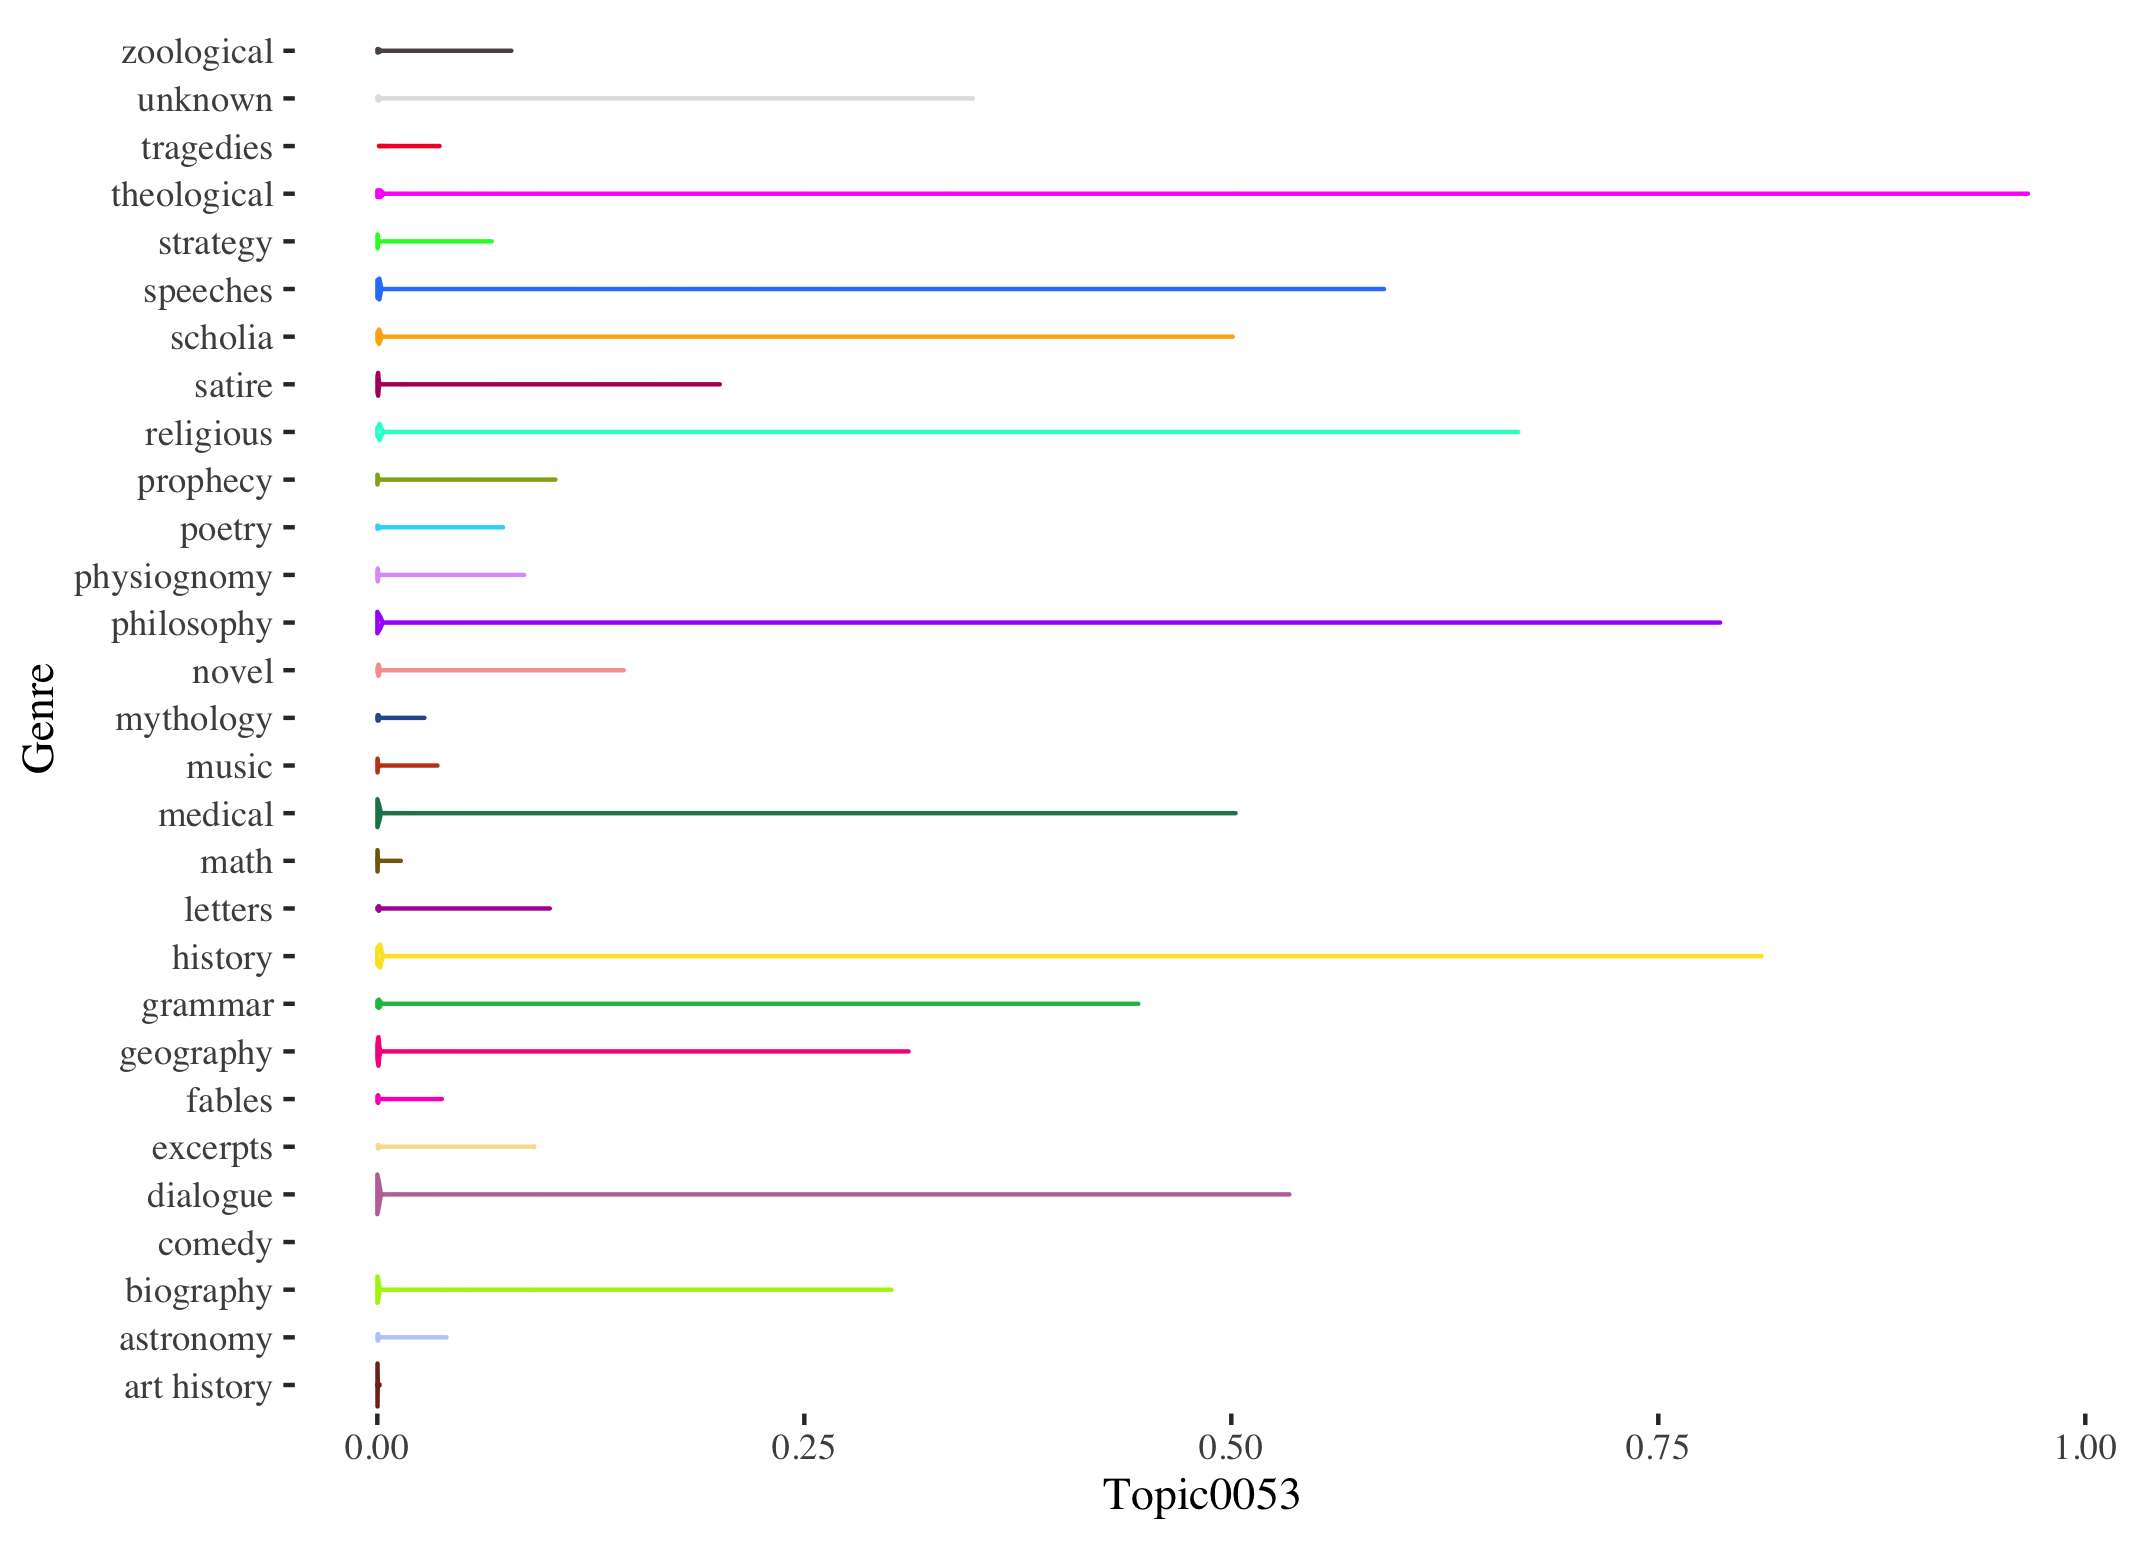 zoological
unknown
tragedies
theological
strategy
speeches
scholia
satire
religious
prophecy
poetry
physiognomy
philosophy
novel
mythology
music
medical
math
letters
history
grammar
geography
fables
excerpts
dialogue
comedy
biography
astronomy
art history
Genre
0.00 0.25 0.50 0.75 1.00
Topic0053